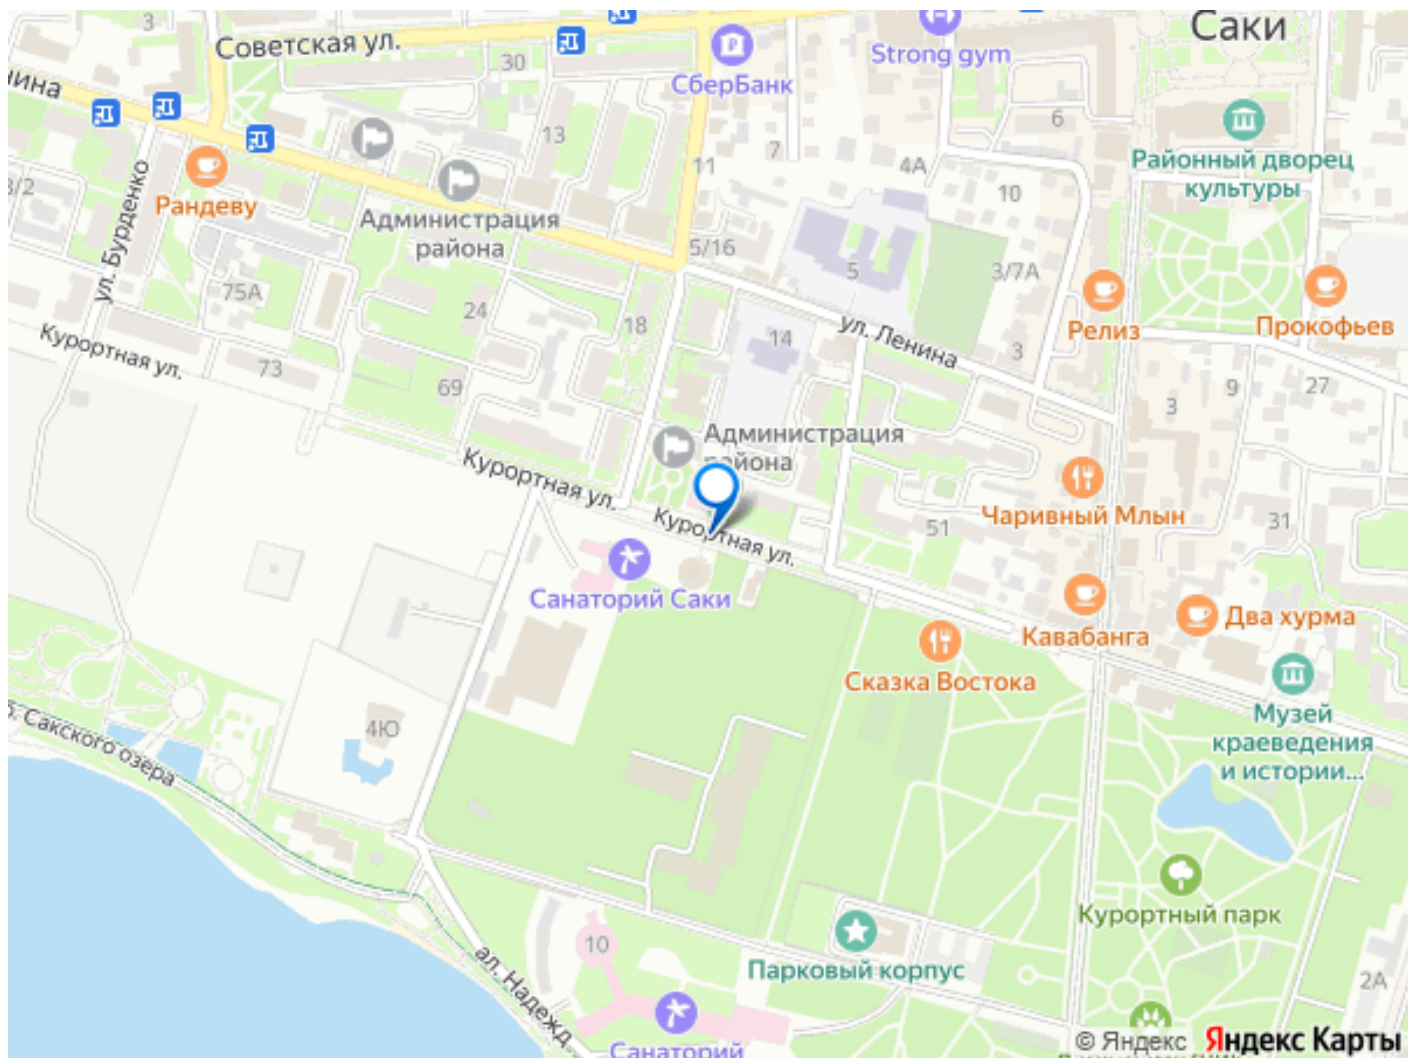 3
Советская ул.
30
СберБанк
Strong gym
Саки
нина
13
6
7
11
4А
10
Районный дворец
культуры
3/2
Рандеву
ул. Бурденко
Администрация
района
5/16
5
3/7А
75А
24
18
14
ул. Ленина
3
Релиз
Прокофьев
Курортная ул.
73
69
9
27
3
Администрация
района
Курортная ул.
Курортная ул.
Чаривный Млын
51
31
Санаторий Саки
Кавабанга
Два хурма
Сказка Востока
Музей
краеведения
и истории...
4Ю
Сакского озера
Курортный парк
10
ал. Надежд
Парковый корпус
2А
Санаторий
© Яндекс Яндекс Карты